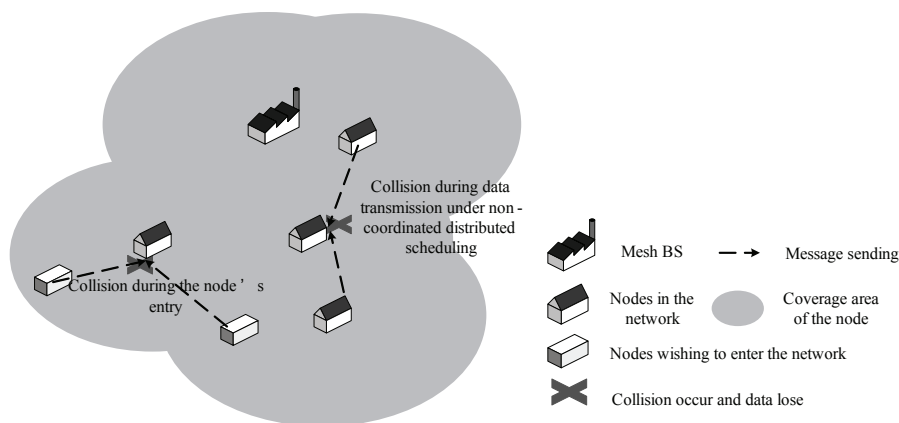 Collision during data
transmission under non -
coordinated distributed
scheduling
Collision during the node ’ s
entry
Mesh BS
Message sending
Nodes in the
network
Coverage area
of the node
Nodes wishing to enter the network
Collision occur and data lose